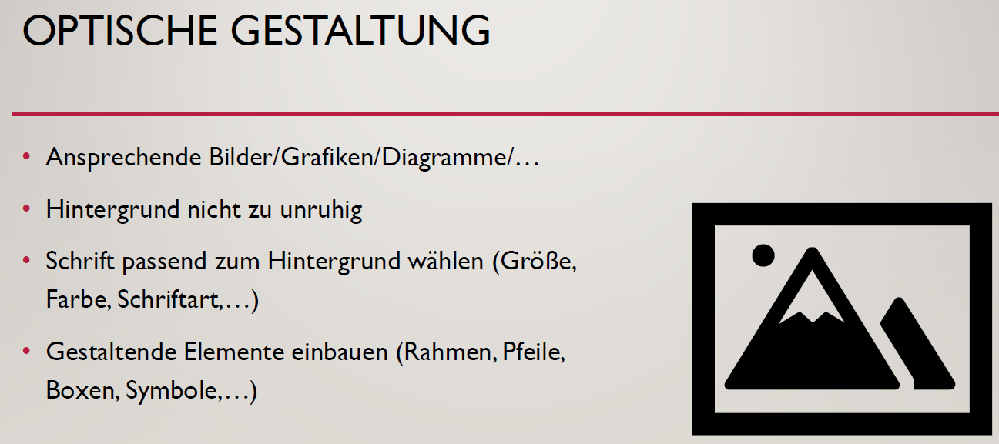 OPTISCHE GESTALTUNG
• Ansprechende Bilder/Grafiken/Diagramme/…
• Hintergrund nicht zu unruhig
• Schrift passend zum Hintergrund wählen (Größe,
Farbe, Schriftart,…)
• Gestaltende Elemente einbauen (Rahmen, Pfeile,
Boxen, Symbole,…)